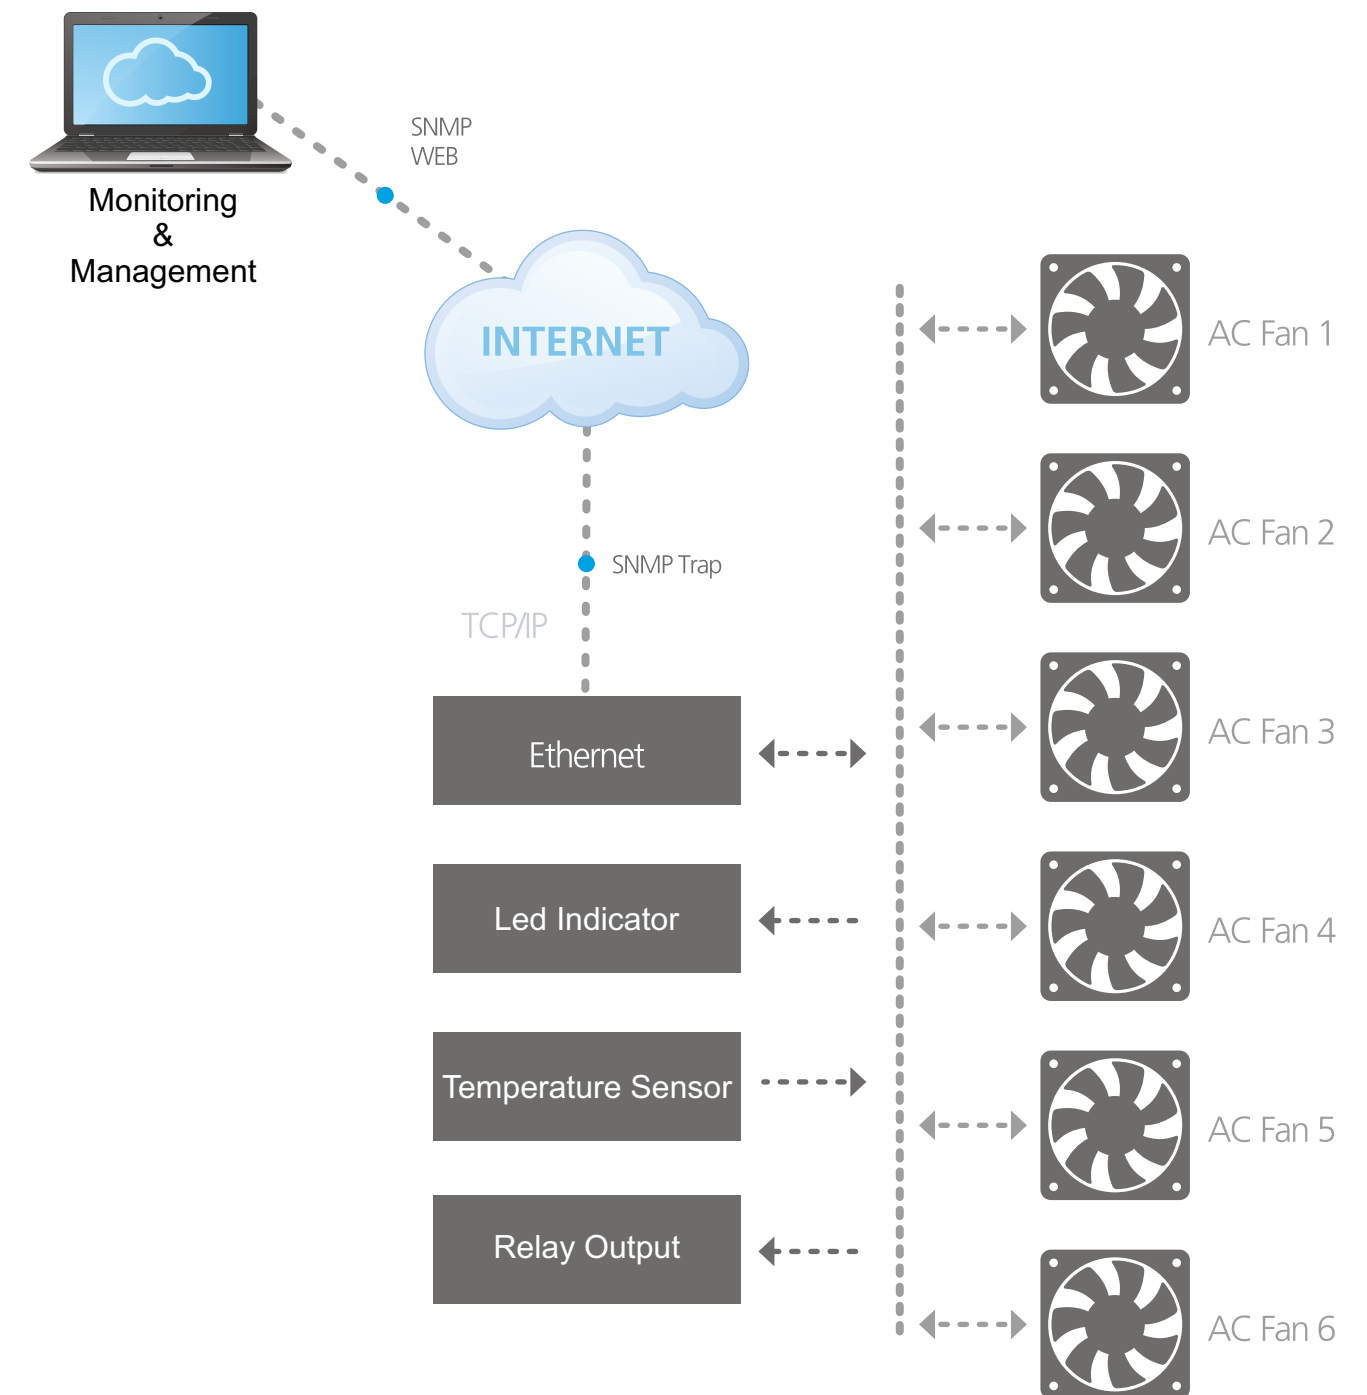 SNMP
WEB
Monitoring
&
Management
INTERNET
AC Fan 1
AC Fan 2
SNMP Trap
TCP/IP
AC Fan 3
Ethernet
Led Indicator
AC Fan 4
Temperature Sensor
AC Fan 5
Relay Output
AC Fan 6